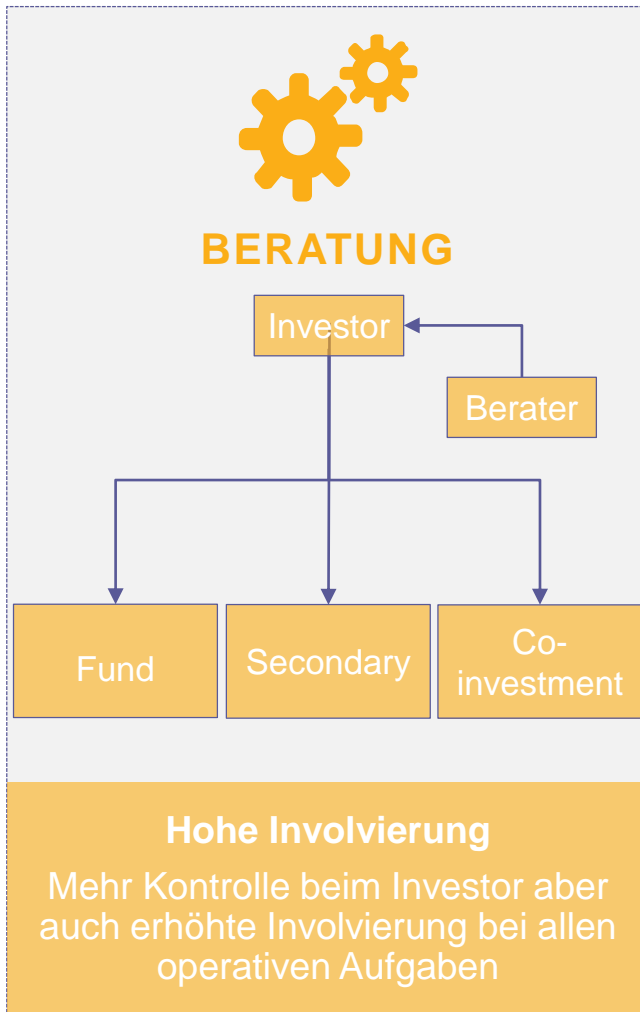 BERATUNG
Investor
Berater
Fund
Secondary
Co-
investment
Hohe Involvierung
Mehr Kontrolle beim Investor aber
auch erhöhte Involvierung bei allen
operativen Aufgaben